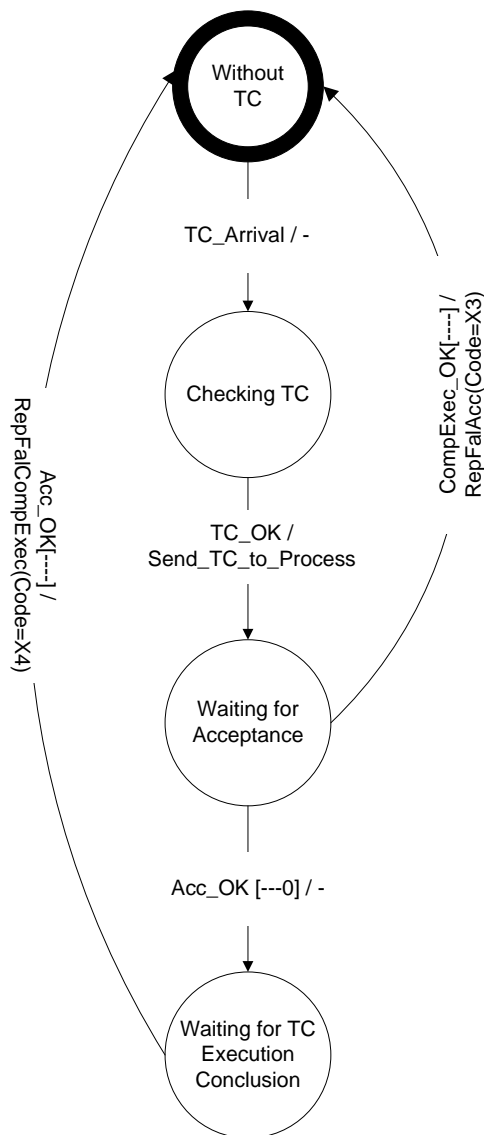 Without
TC
TC_Arrival / -
Checking TC
CompExec_OK[----] /
RepFalAcc(Code=X3)
Acc_OK[----] /
RepFalCompExec(Code=X4)
TC_OK /
Send_TC_to_Process
Waiting for
Acceptance
Acc_OK [---0] / -
Waiting for TC
Execution
Conclusion